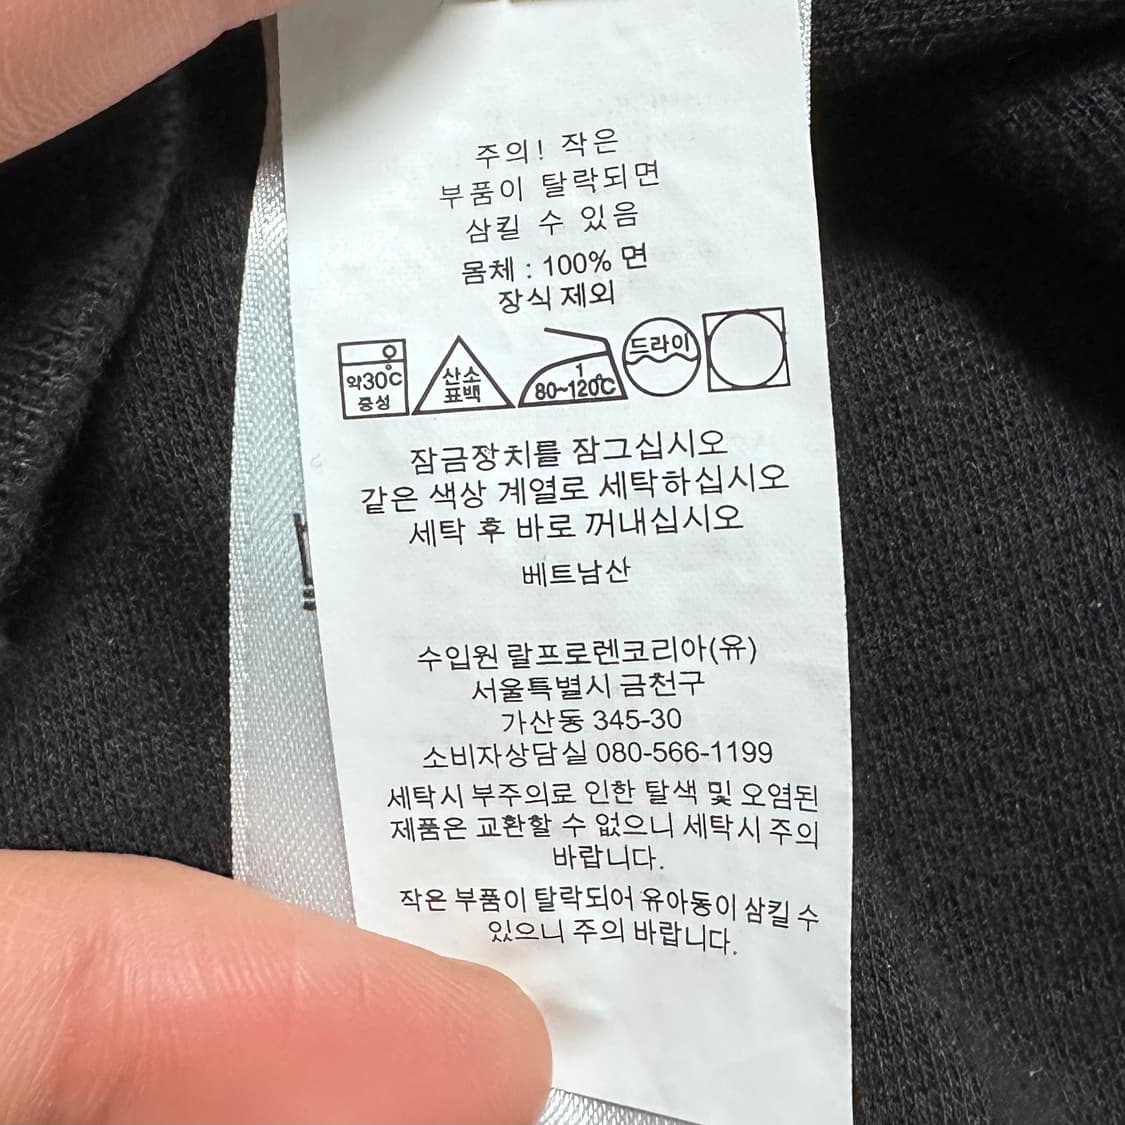 주의! 작은
부품이 탈락되면
삼킬 수 있음
몸체 : 100% 면
장식 제외
약30℃
중성
산소
표백
1
80~120℃
드라이
잠금장치를 잠그십시오
같은 색상 계열로 세탁하십시오
세탁 후 바로 꺼내십시오
베트남산
수입원 랄프로렌코리아(유)
서울특별시 금천구
가산동 345-30
소비자상담실 080-566-1199
세탁시 부주의로 인한 탈색 및 오염된
제품은 교환할 수 없으니 세탁시 주의
바랍니다.
작은 부품이 탈락되어 유아동이 삼킬 수
있으니 주의 바랍니다.